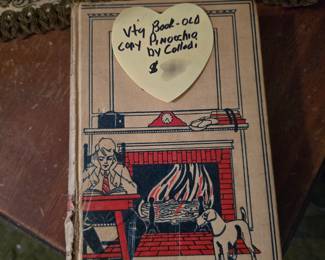 Vtg Book - OLD
Copy Pinocchio
by Collodi
$